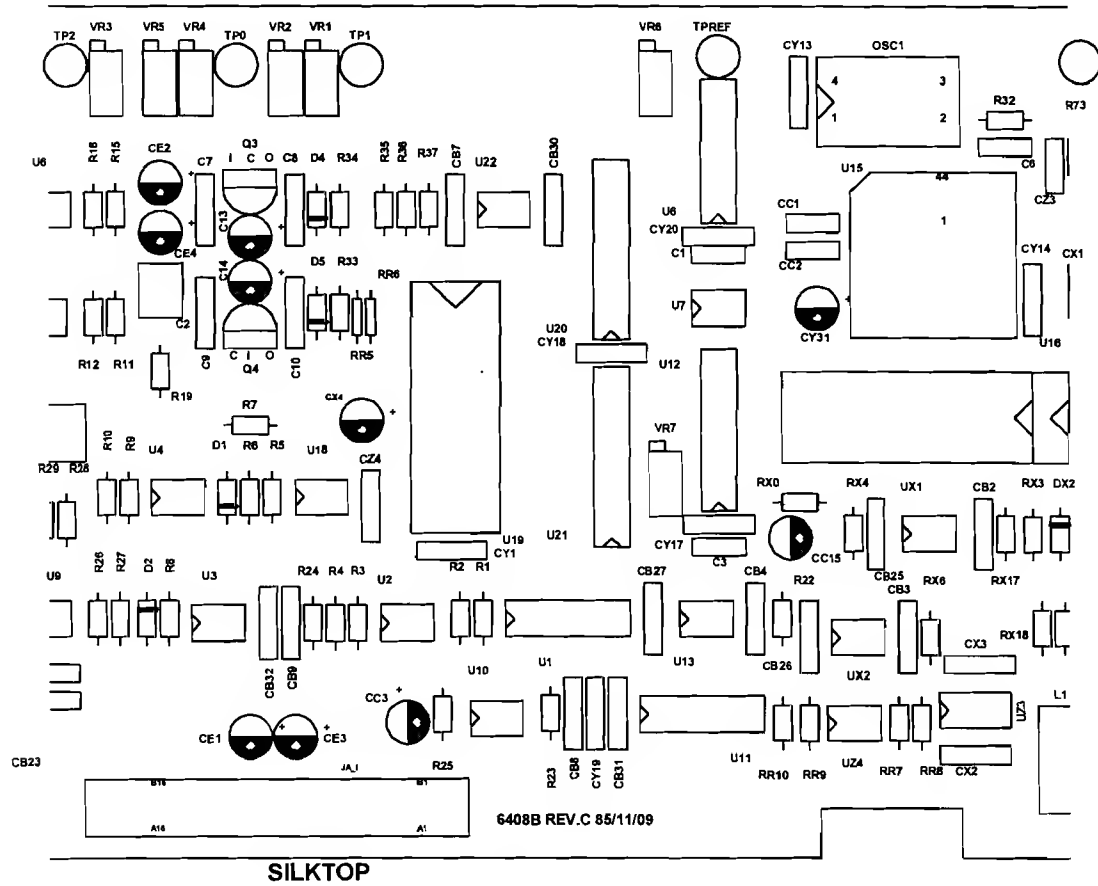 VR3 VR5 VR4 VR2 VR1 VR6 TPREF
TP2 TP0 TP1 CY13 OSC1
4 3
1 2
R32 R73
U6 R16 R15 CE2 C7 Q3 C8 D4 R34 R35 R36 R37 CB7 U22 CB30
I C O
U15 44 C6 CZ3
1
CC1
C13 U6
CY20
CE4 C14 C1 CC2 CY14 CX1
D5 R33 RR6
C2 U7
CY31
U20
CY18 U12 U16
R12 R11 C9 C I O C10 RR5
Q4
R19
R7 CX4
R10 R9 U4 D1 R6 R5 U18 CZ4 VR7
R29 R28
RX0 RX4 UX1 CB2 RX3 DX2
U19 U21
CY1 CY17 C3 CC15
CB25 RX6 RX17
U9 R26 R27 D2 R8 U3 R24 R4 R3 U2 R2 R1 CB27 CB4 R22 CB3
CX3 RX18
CB32 CB9 U10 U1 U13 CB26 UX2
CC3 L1
UZ3
CE1 CE3
CB23 JA_I R25 R23 CB8 CY19 CB31 U11 RR10 RR9 UZ4 RR7 RR8 CX2
B16 B1
A16 A1
6408B REV.C 85/11/09
SILKTOP